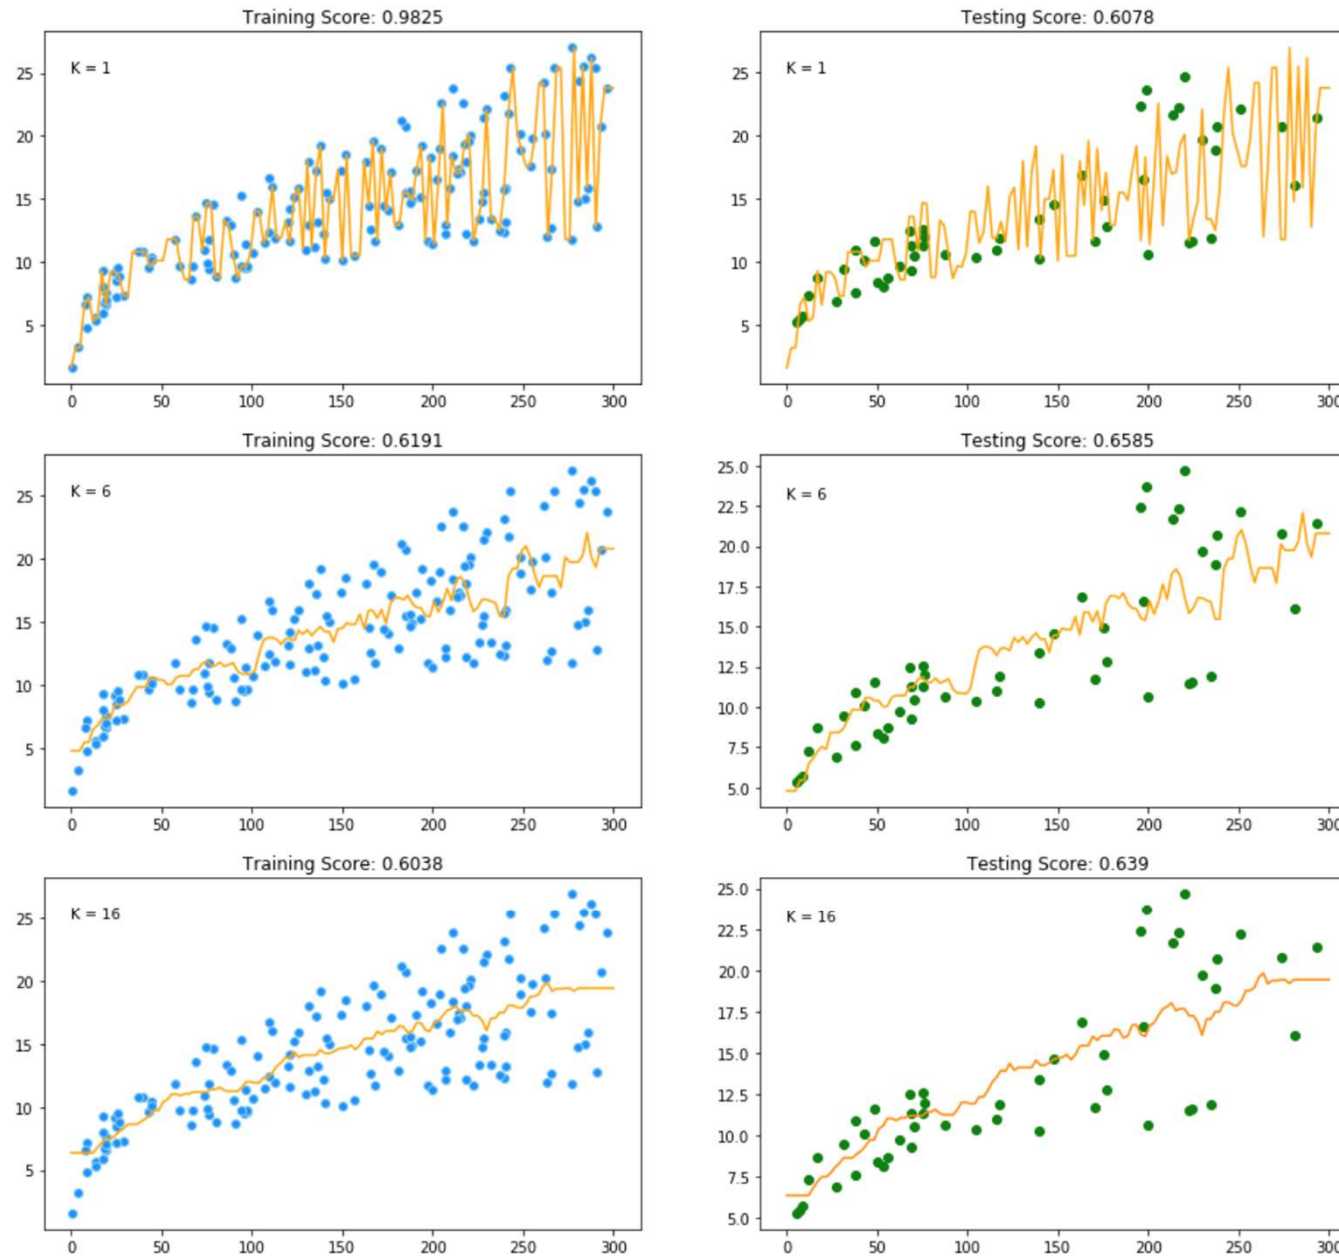 Training Score: 0.9825
K = 1
25
20
15
10
5
0 50 100 150 200 250 300
Testing Score: 0.6078
K = 1
25
20
15
10
5
0 50 100 150 200 250 300
Training Score: 0.6191
K = 6
25
20
15
10
5
0 50 100 150 200 250 300
Testing Score: 0.6585
25.0
K = 6
22.5
20.0
17.5
15.0
12.5
10.0
7.5
5.0
0 50 100 150 200 250 300
Training Score: 0.6038
K = 16
25
20
15
10
5
0 50 100 150 200 250 300
Testing Score: 0.639
25.0
K = 16
22.5
20.0
17.5
15.0
12.5
10.0
7.5
5.0
0 50 100 150 200 250 300